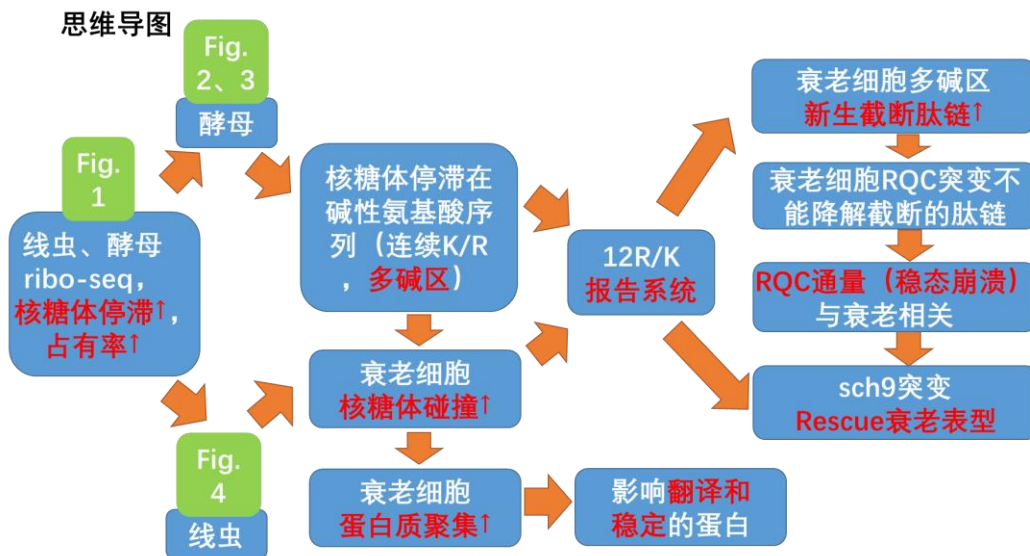 思维导图
Fig.
2、3
酵母
Fig.
1
线虫、酵母
ribo-seq，
核糖体停滞↑，
占有率↑
Fig.
4
线虫
核糖体停滞在
碱性氨基酸序
列（连续K/R
，多碱区）
衰老细胞
核糖体碰撞↑
衰老细胞
蛋白质聚集↑
影响翻译和
稳定的蛋白
12R/K
报告系统
衰老细胞多碱区
新生截断肽链↑
衰老细胞RQC突变不
能降解截断的肽链
RQC通量（稳态崩溃）
与衰老相关
sch9突变
Rescue衰老表型